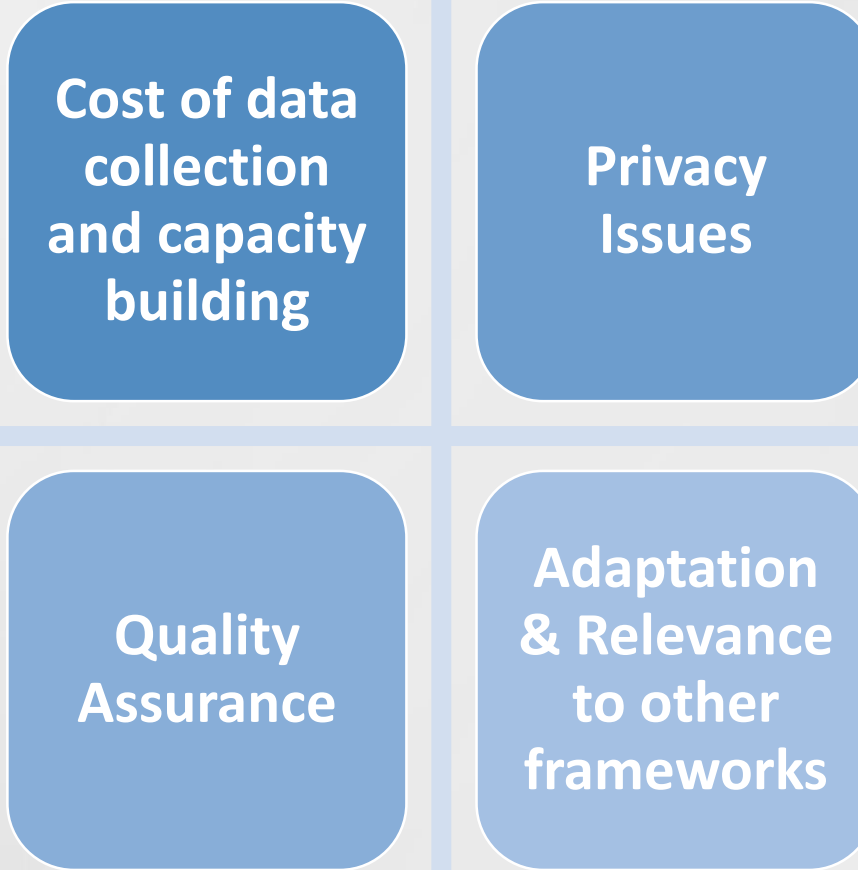 Cost of data
collection
and capacity
building
Privacy
Issues
Quality
Assurance
Adaptation
& Relevance
to other
frameworks